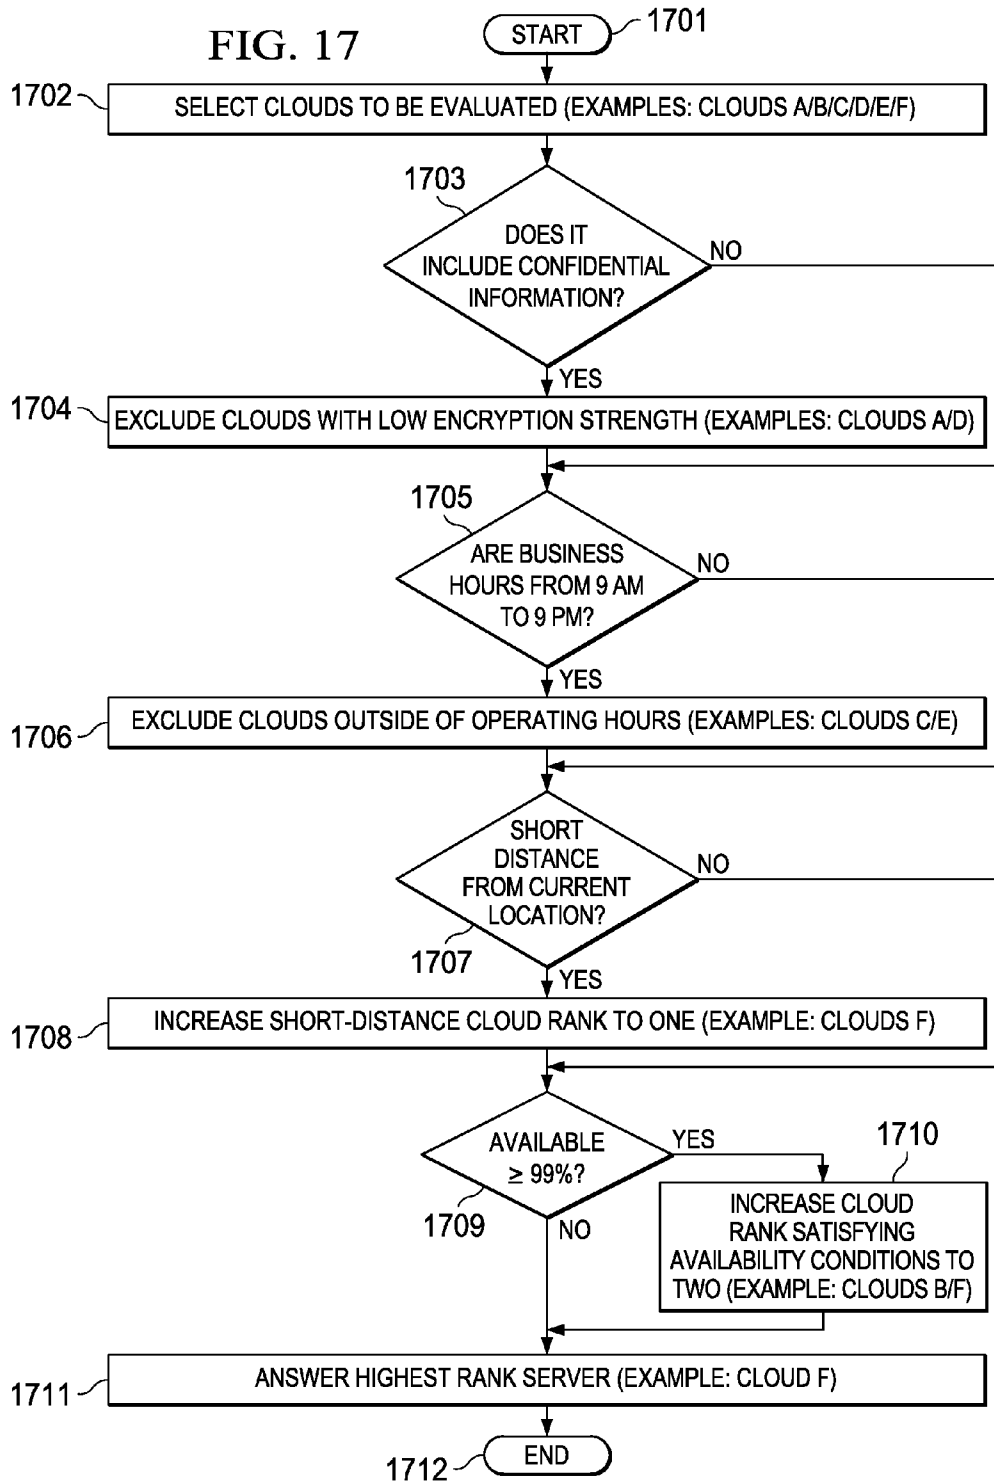 FIG. 17
START
1701
1702
SELECT CLOUDS TO BE EVALUATED (EXAMPLES: CLOUDS A/B/C/D/E/F)
1703
DOES IT
INCLUDE CONFIDENTIAL
INFORMATION?
NO
YES
1704
EXCLUDE CLOUDS WITH LOW ENCRYPTION STRENGTH (EXAMPLES: CLOUDS A/D)
1705
ARE BUSINESS
HOURS FROM 9 AM
TO 9 PM?
NO
YES
1706
EXCLUDE CLOUDS OUTSIDE OF OPERATING HOURS (EXAMPLES: CLOUDS C/E)
SHORT
DISTANCE
FROM CURRENT
LOCATION?
NO
1707
YES
1708
INCREASE SHORT-DISTANCE CLOUD RANK TO ONE (EXAMPLE: CLOUDS F)
AVAILABLE
≥ 99%?
YES
1709
NO
1710
INCREASE CLOUD
RANK SATISFYING
AVAILABILITY CONDITIONS TO
TWO (EXAMPLE: CLOUDS B/F)
1711
ANSWER HIGHEST RANK SERVER (EXAMPLE: CLOUD F)
1712
END